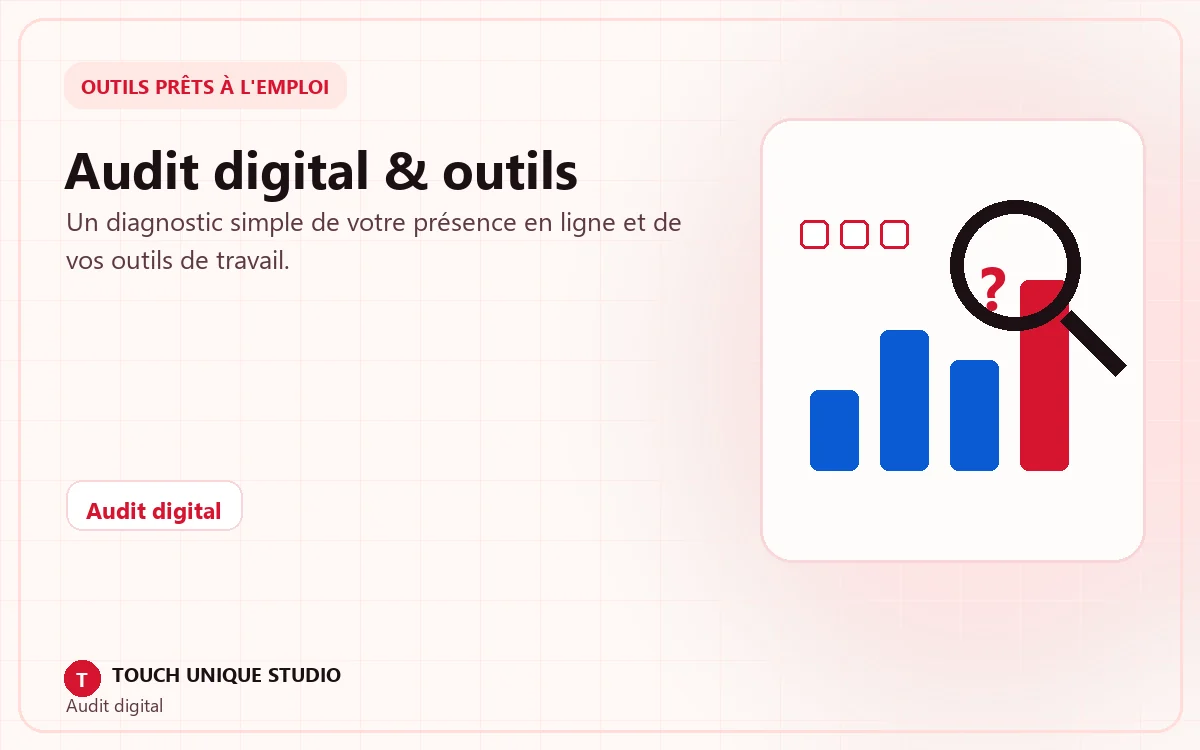 OUTILS PRÊTS À L'EMPLOI
Audit digital & outils
Un diagnostic simple de votre présence en ligne et de
vos outils de travail.
?
Audit digital
T TOUCH UNIQUE STUDIO
Audit digital